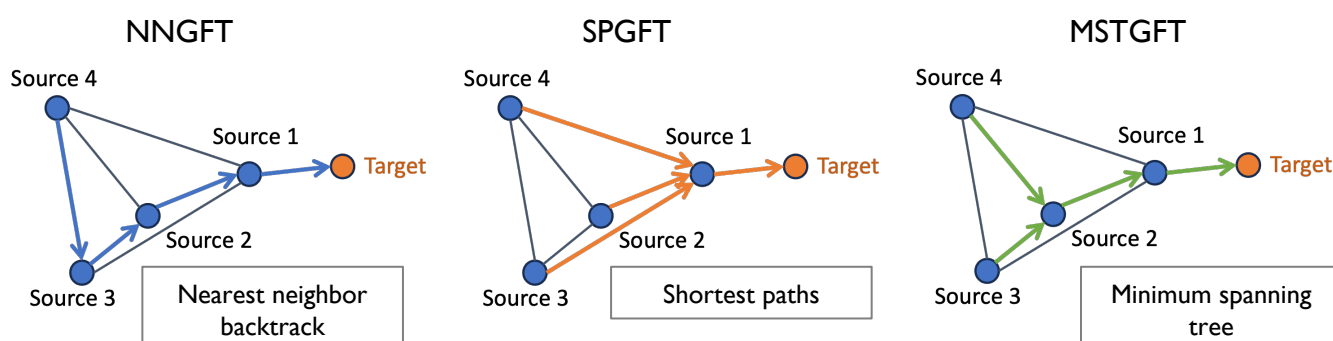 NNGFT
Source 4
Source 1
Target
Source 2
Source 3
Nearest neighbor
backtrack
SPGFT
Source 4
Source 1
Target
Source 2
Source 3
Shortest paths
MSTGFT
Source 4
Source 1
Target
Source 2
Source 3
Minimum spanning
tree